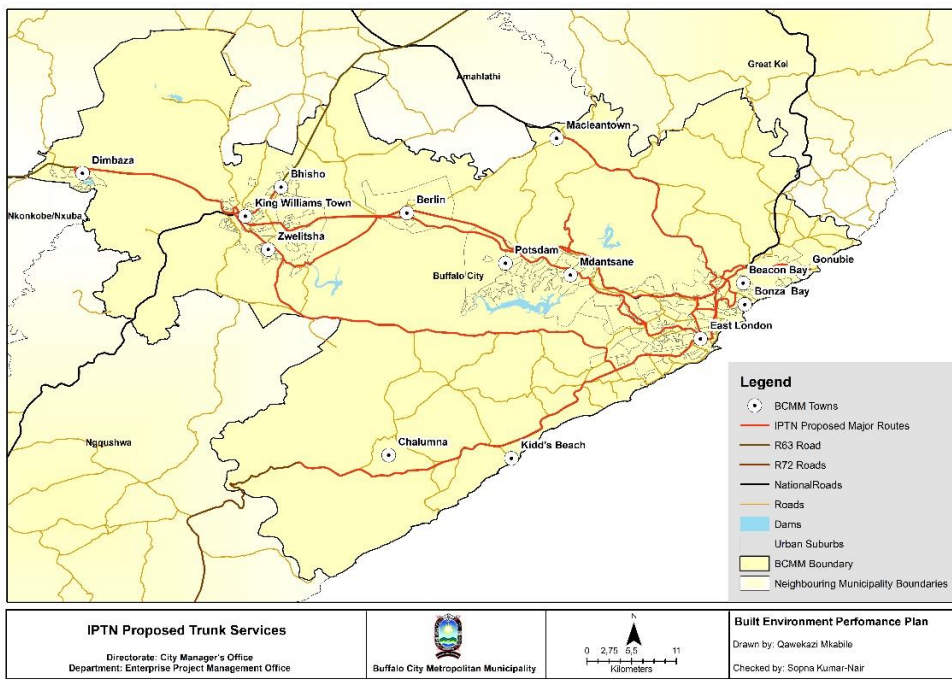 Great Kei
Amahlathi
Macleantown
Dimbaza
Bhisho
King Williams Town
Berlin
Nkonkobe/Nxuba
Zwelitsha
Potsdam
Mdantsane
Buffalo City
Gonubie
Beacon Bay
Bonza Bay
East London
Ngqushwa
Chalumna
Kidd's Beach
Legend
BCMM Towns
IPTN Proposed Major Routes
R63 Road
R72 Roads
NationalRoads
Roads
Dams
Urban Suburbs
BCMM Boundary
Neighbouring Municipality Boundaries
IPTN Proposed Trunk Services
Directorate: City Manager's Office
Department: Enterprise Project Management Office
Buffalo City Metropolitan Municipality
N
0 2,75 5,5 11
Kilometers
Built Environment Perfomance Plan
Drawn by: Qawekazi Mkabile
Checked by: Sopna Kumar-Nair